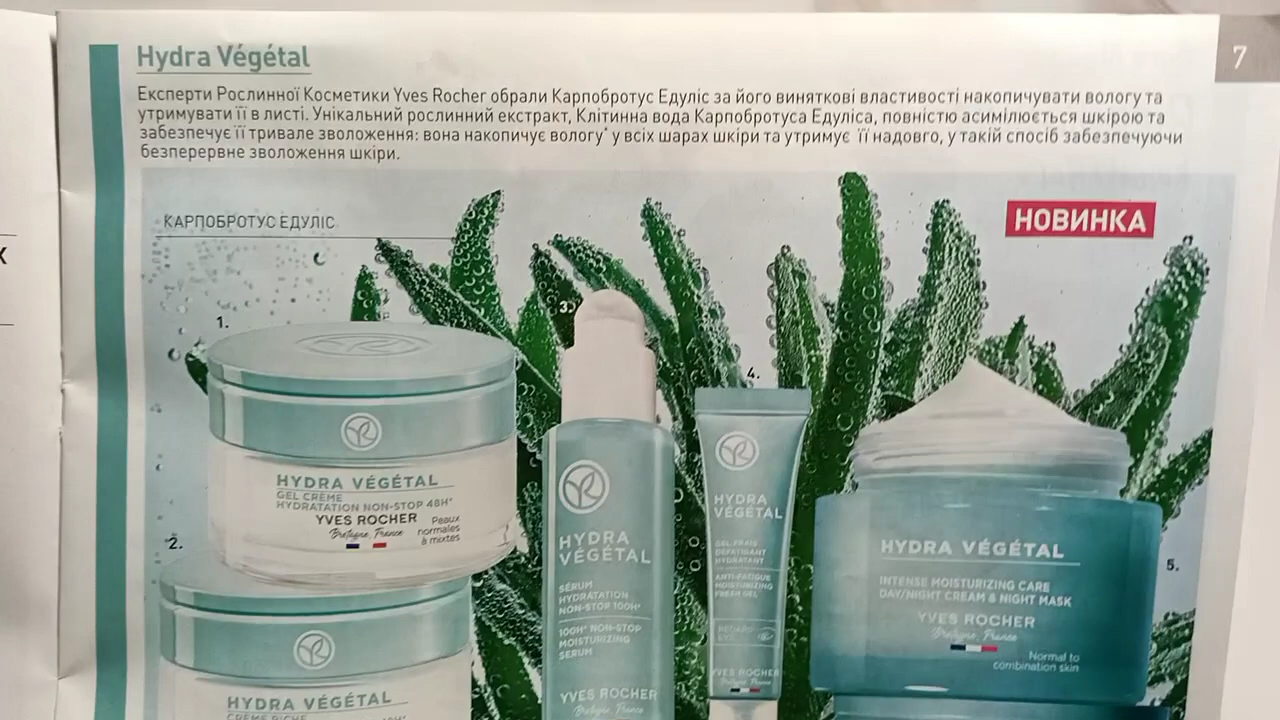 7
Hydra Végétal
Експерти Рослинної Косметики Yves Rocher обрали Карпобротус Едуліс за його виняткові властивості накопичувати вологу та
утримувати її в листі. Унікальний рослинний екстракт, Клітинна вода Карпобротуса Едуліса, повністю асимілюється шкірою та
забезпечує її тривале зволоження: вона накопичує вологу* у всіх шарах шкіри та утримує її надовго, у такій спосіб забезпечуючи
безперервне зволоження шкіри.
КАРПОБРОТУС ЕДУЛІС
НОВИНКА
1.
HYDRA VÉGÉTAL
GEL CRÈME
HYDRATATION NON-STOP 48H*
YVES ROCHER
Bretagne, France
Peaux
normales
à mixtes
2.
HYDRA VÉGÉTAL
CRÈME RICHE
3.
HYDRA
VÉGÉTAL
SÉRUM
HYDRATATION
NON-STOP 100H*
100H* NON-STOP
MOISTURIZING
SERUM
YVES ROCHER
Bretagne, France
4.
HYDRA
VÉGÉTAL
GEL FRAIS
DÉFATIGANT
HYDRATANT
ANTI-FATIGUE
MOISTURIZING
FRESH GEL
REGARD
EYE
YVES ROCHER
5.
HYDRA VÉGÉTAL
INTENSE MOISTURIZING CARE
DAY/NIGHT CREAM & NIGHT MASK
YVES ROCHER
Bretagne, France
Normal to
combination skin
Х